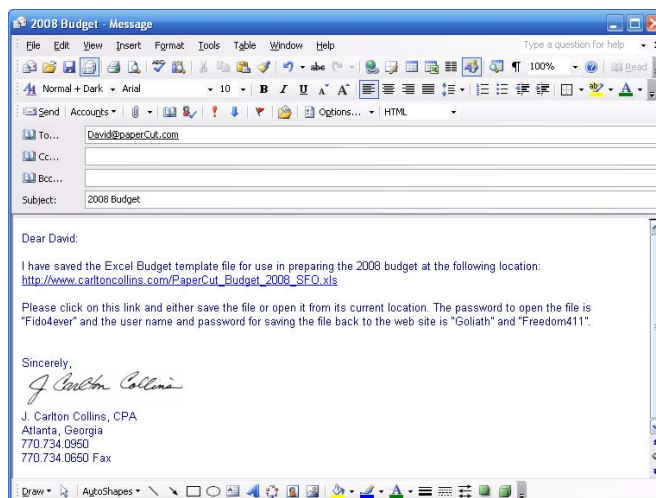 2008 Budget - Message
File Edit View Insert Format Tools Table Window Help Type a question for help
100% Read
Normal + Dark Arial 10 B I U A A A
Send Accounts Options... HTML
To... David@paperCut.com
Cc...
Bcc...
Subject: 2008 Budget
Dear David:
I have saved the Excel Budget template file for use in preparing the 2008 budget at the following location:
http://www.carltoncollins.com/PaperCut_Budget_2008_SFO.xls
Please click on this link and either save the file or open it from its current location. The password to open the file is
"Fido4ever" and the user name and password for saving the file back to the web site is "Goliath" and "Freedom411".
Sincerely,
J. Carlton Collins
J. Carlton Collins, CPA
Atlanta, Georgia
770.734.0950
770.734.0650 Fax
Draw AutoShapes A